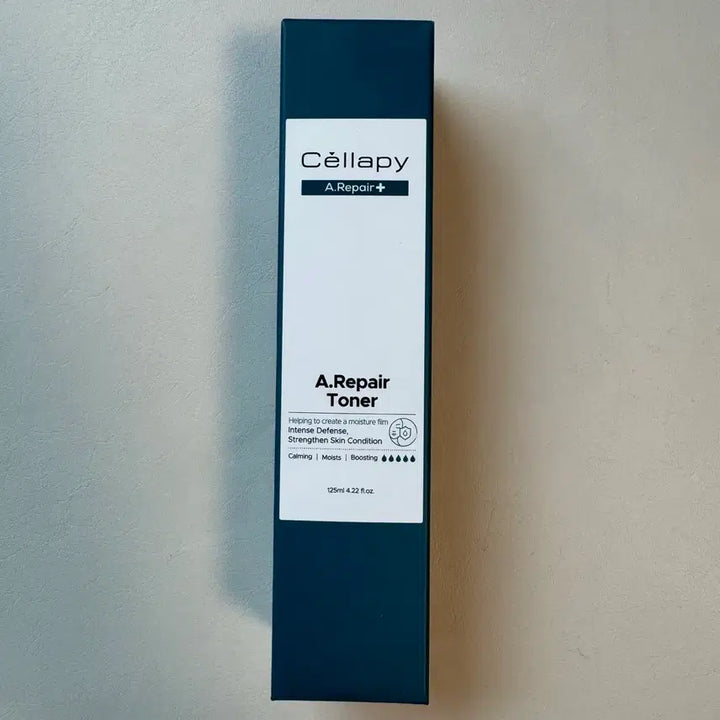 Cěllapy
A.Repair+
A.Repair
Toner
Helping to create a moisture film
Intense Defense,
Strengthen Skin Condition
Calming | Moists | Boosting
125ml 4.22 fl.oz.